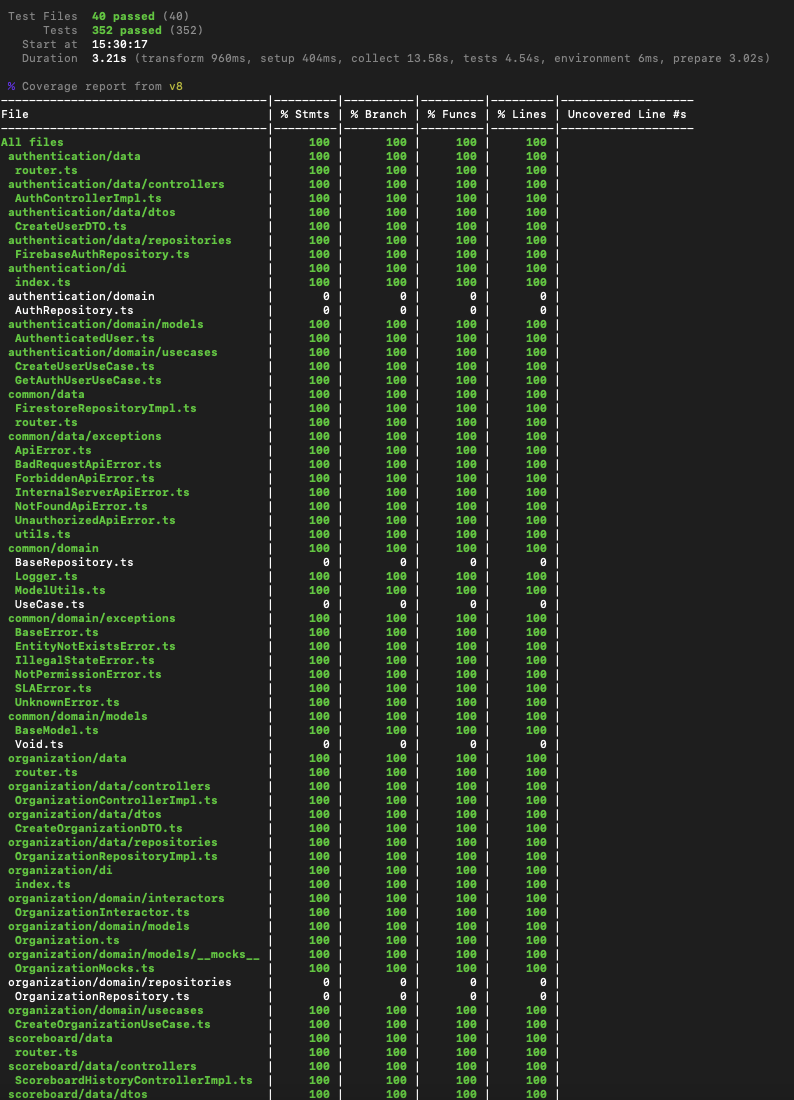 Test Files  40 passed (40)
Tests  352 passed (352)
Start at  15:30:17
Duration  3.21s (transform 960ms, setup 404ms, collect 13.58s, tests 4.54s, environment 6ms, prepare 3.02s)
% Coverage report from v8
File | % Stmts | % Branch | % Funcs | % Lines | Uncovered Line #s
All files | 100 | 100 | 100 | 100 |
authentication/data | 100 | 100 | 100 | 100 |
router.ts | 100 | 100 | 100 | 100 |
authentication/data/controllers | 100 | 100 | 100 | 100 |
AuthControllerImpl.ts | 100 | 100 | 100 | 100 |
authentication/data/dtos | 100 | 100 | 100 | 100 |
CreateUserDTO.ts | 100 | 100 | 100 | 100 |
authentication/data/repositories | 100 | 100 | 100 | 100 |
FirebaseAuthRepository.ts | 100 | 100 | 100 | 100 |
authentication/di | 100 | 100 | 100 | 100 |
index.ts | 100 | 100 | 100 | 100 |
authentication/domain | 0 | 0 | 0 | 0 |
AuthRepository.ts | 0 | 0 | 0 | 0 |
authentication/domain/models | 100 | 100 | 100 | 100 |
AuthenticatedUser.ts | 100 | 100 | 100 | 100 |
authentication/domain/usecases | 100 | 100 | 100 | 100 |
CreateUserUseCase.ts | 100 | 100 | 100 | 100 |
GetAuthUserUseCase.ts | 100 | 100 | 100 | 100 |
common/data | 100 | 100 | 100 | 100 |
FirestoreRepositoryImpl.ts | 100 | 100 | 100 | 100 |
router.ts | 100 | 100 | 100 | 100 |
common/data/exceptions | 100 | 100 | 100 | 100 |
ApiError.ts | 100 | 100 | 100 | 100 |
BadRequestApiError.ts | 100 | 100 | 100 | 100 |
ForbiddenApiError.ts | 100 | 100 | 100 | 100 |
InternalServerApiError.ts | 100 | 100 | 100 | 100 |
NotFoundApiError.ts | 100 | 100 | 100 | 100 |
UnauthorizedApiError.ts | 100 | 100 | 100 | 100 |
utils.ts | 100 | 100 | 100 | 100 |
common/domain | 100 | 100 | 100 | 100 |
BaseRepository.ts | 0 | 0 | 0 | 0 |
Logger.ts | 100 | 100 | 100 | 100 |
ModelUtils.ts | 100 | 100 | 100 | 100 |
UseCase.ts | 0 | 0 | 0 | 0 |
common/domain/exceptions | 100 | 100 | 100 | 100 |
BaseError.ts | 100 | 100 | 100 | 100 |
EntityNotExistsError.ts | 100 | 100 | 100 | 100 |
IllegalStateError.ts | 100 | 100 | 100 | 100 |
NotPermissionError.ts | 100 | 100 | 100 | 100 |
SLAError.ts | 100 | 100 | 100 | 100 |
UnknownError.ts | 100 | 100 | 100 | 100 |
common/domain/models | 100 | 100 | 100 | 100 |
BaseModel.ts | 100 | 100 | 100 | 100 |
Void.ts | 0 | 0 | 0 | 0 |
organization/data | 100 | 100 | 100 | 100 |
router.ts | 100 | 100 | 100 | 100 |
organization/data/controllers | 100 | 100 | 100 | 100 |
OrganizationControllerImpl.ts | 100 | 100 | 100 | 100 |
organization/data/dtos | 100 | 100 | 100 | 100 |
CreateOrganizationDTO.ts | 100 | 100 | 100 | 100 |
organization/data/repositories | 100 | 100 | 100 | 100 |
OrganizationRepositoryImpl.ts | 100 | 100 | 100 | 100 |
organization/di | 100 | 100 | 100 | 100 |
index.ts | 100 | 100 | 100 | 100 |
organization/domain/interactors | 100 | 100 | 100 | 100 |
OrganizationInteractor.ts | 100 | 100 | 100 | 100 |
organization/domain/models | 100 | 100 | 100 | 100 |
Organization.ts | 100 | 100 | 100 | 100 |
organization/domain/models/__mocks__ | 100 | 100 | 100 | 100 |
OrganizationMocks.ts | 100 | 100 | 100 | 100 |
organization/domain/repositories | 0 | 0 | 0 | 0 |
OrganizationRepository.ts | 0 | 0 | 0 | 0 |
organization/domain/usecases | 100 | 100 | 100 | 100 |
CreateOrganizationUseCase.ts | 100 | 100 | 100 | 100 |
scoreboard/data | 100 | 100 | 100 | 100 |
router.ts | 100 | 100 | 100 | 100 |
scoreboard/data/controllers | 100 | 100 | 100 | 100 |
ScoreboardHistoryControllerImpl.ts | 100 | 100 | 100 | 100 |
scoreboard/data/dtos | 100 | 100 | 100 | 100 |